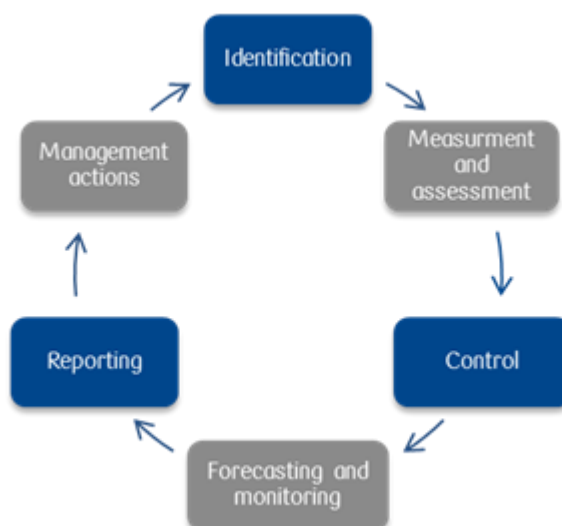 Identification
Measurment
and
assessment
Control
Forecasting and
monitoring
Reporting
Management
actions